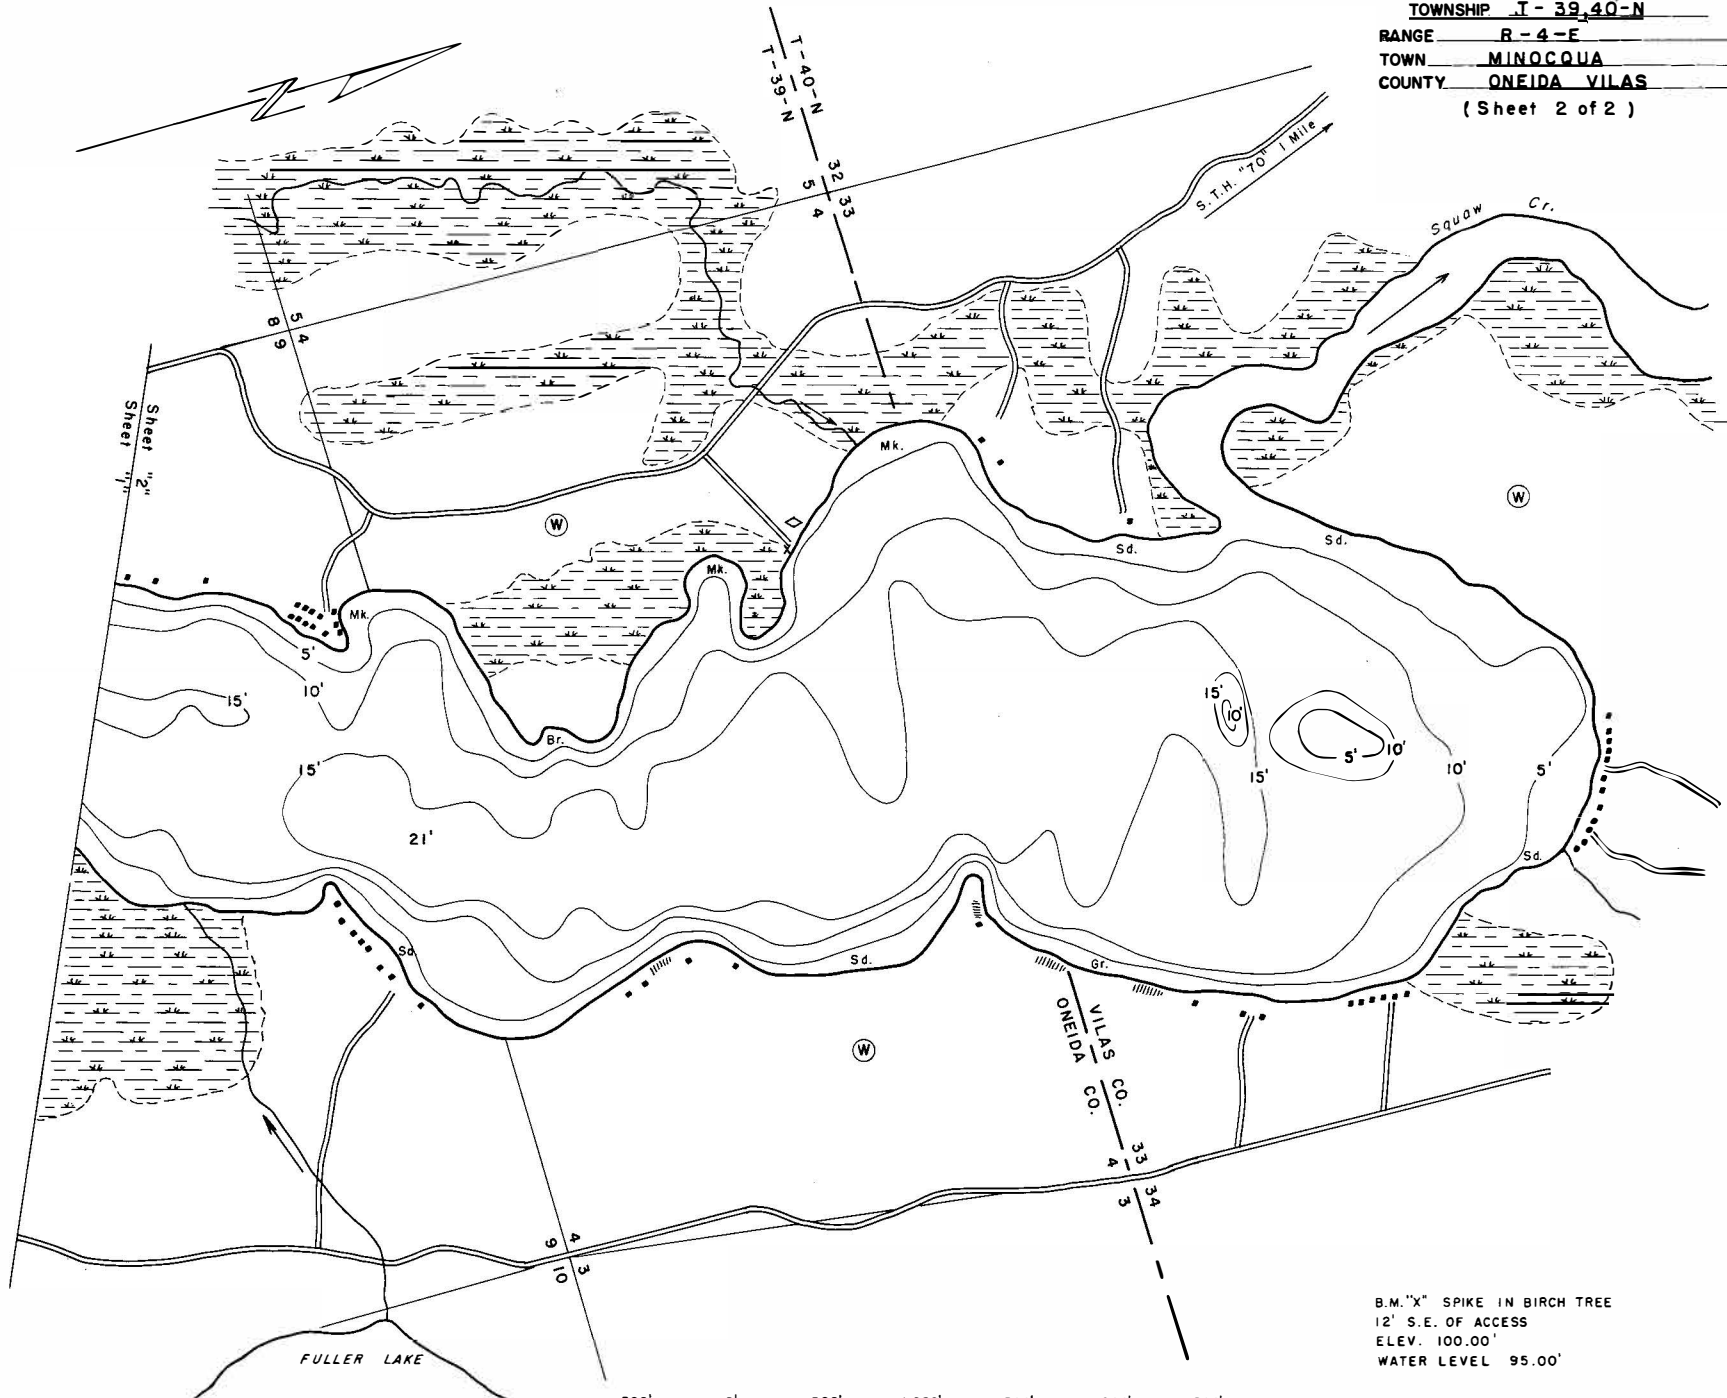 TOWNSHIP T-39,40-N
RANGE R-4-E
TOWN MINOCQUA
COUNTY ONEIDA VILAS
(Sheet 2 of 2)
T-40-N
T-39-N
32 33
5 4
S.T.H. "70" 1 Mile
Squaw Cr.
5 4
8 9
Sheet "2"
Sheet "1"
W
W
Mk.
X
Mk.
Mk.
Sd.
Sd.
5'
10'
15'
Br.
15'
10'
15'
21'
15'
5'
10'
10'
5'
Sd.
Sd.
Sd.
Gr.
W
VILAS CO.
ONEIDA CO.
33 34
4 3
4 3
9 10
FULLER LAKE
B.M. "X" SPIKE IN BIRCH TREE
12' S.E. OF ACCESS
ELEV. 100.00'
WATER LEVEL 95.00'